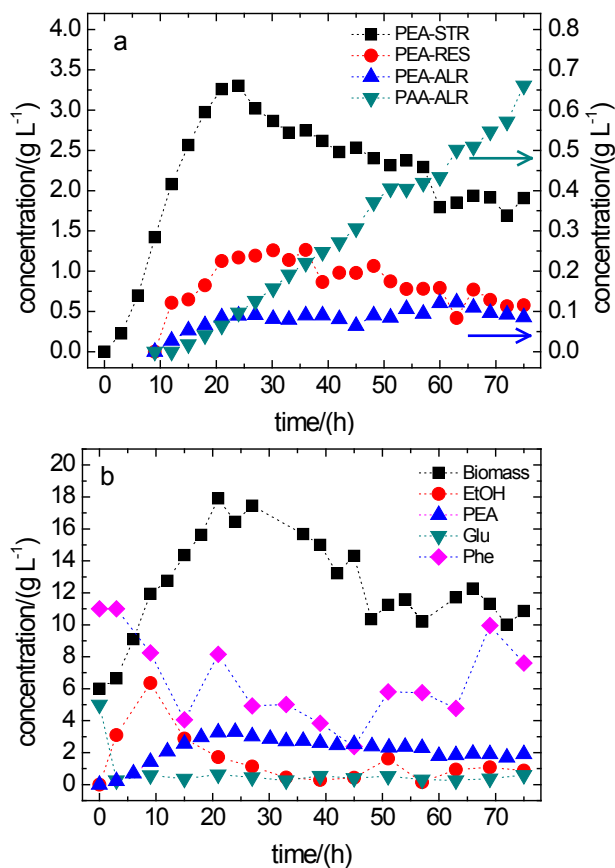 a
PEA-STR
PEA-RES
PEA-ALR
PAA-ALR
4.0
3.5
3.0
2.5
2.0
1.5
1.0
0.5
0.0
concentration/(g L⁻¹)
0.8
0.7
0.6
0.5
0.4
0.3
0.2
0.1
0.0
concentration/(g L⁻¹)
0 10 20 30 40 50 60 70
time/(h)
b
Biomass
EtOH
PEA
Glu
Phe
20
18
16
14
12
10
8
6
4
2
0
concentration/(g L⁻¹)
0 10 20 30 40 50 60 70
time/(h)